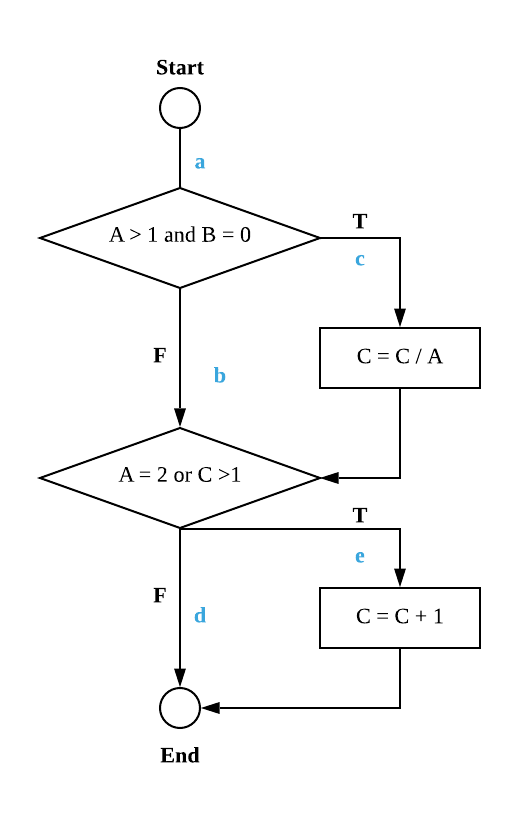 Start
a
A > 1 and B = 0
T
c
C = C / A
F
b
A = 2 or C >1
T
e
F
d
C = C + 1
End